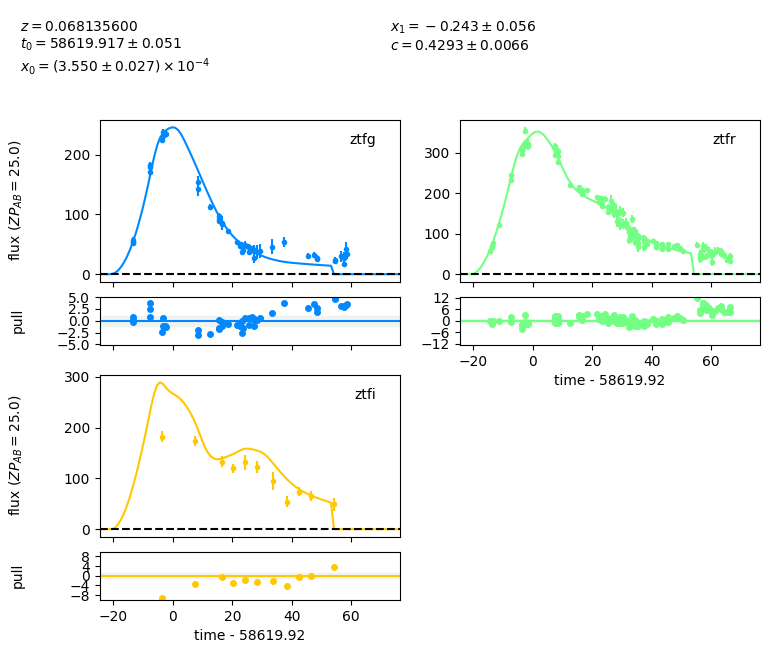 z = 0.068135600
t₀ = 58619.917 ± 0.051
x₀ = (3.550 ± 0.027) × 10⁻⁴
x₁ = −0.243 ± 0.056
c = 0.4293 ± 0.0066
flux (ZP_AB = 25.0)
200
100
0
ztfg
300
200
100
0
ztfr
pull
5.0
2.5
0.0
−2.5
−5.0
12
6
0
−6
−12
−20
0
20
40
60
time - 58619.92
flux (ZP_AB = 25.0)
300
200
100
0
ztfi
pull
8
4
0
−4
−8
−20
0
20
40
60
time - 58619.92